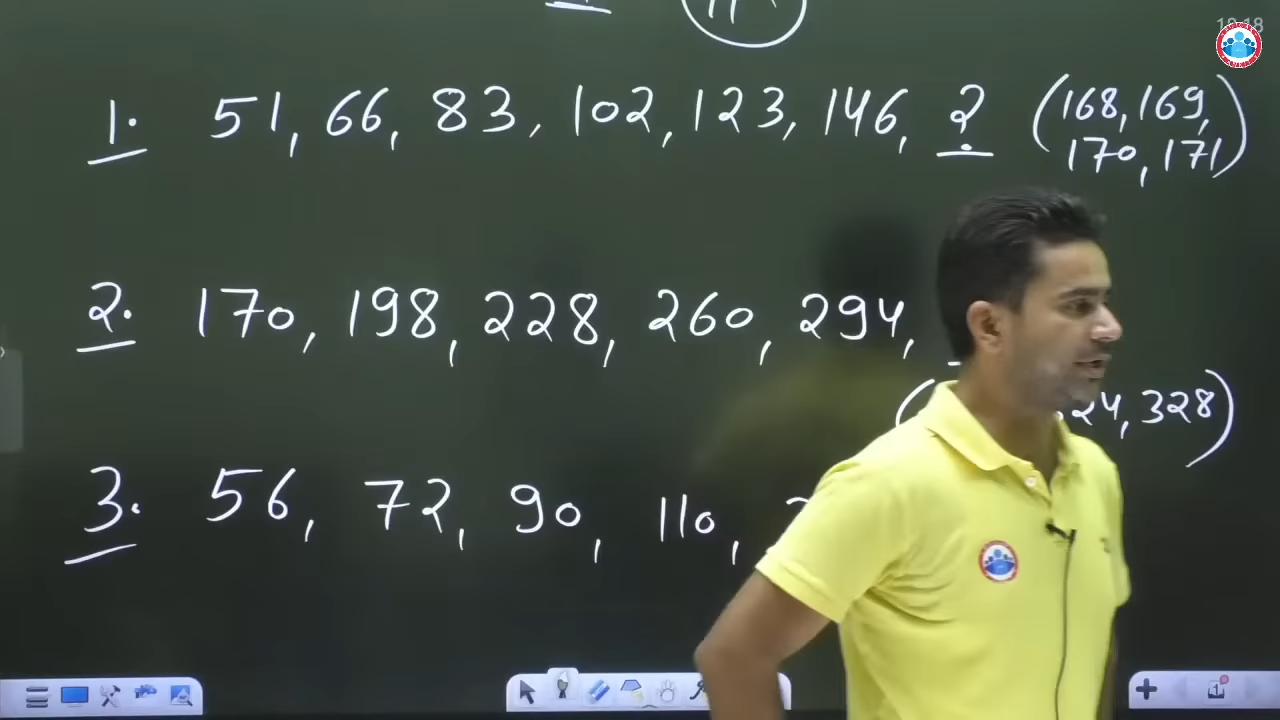 1. 51, 66, 83, 102, 123, 146, ? (168, 169,
170, 171)
2. 170, 198, 228, 260, 294,
24, 328)
3. 56, 72, 90, 110,